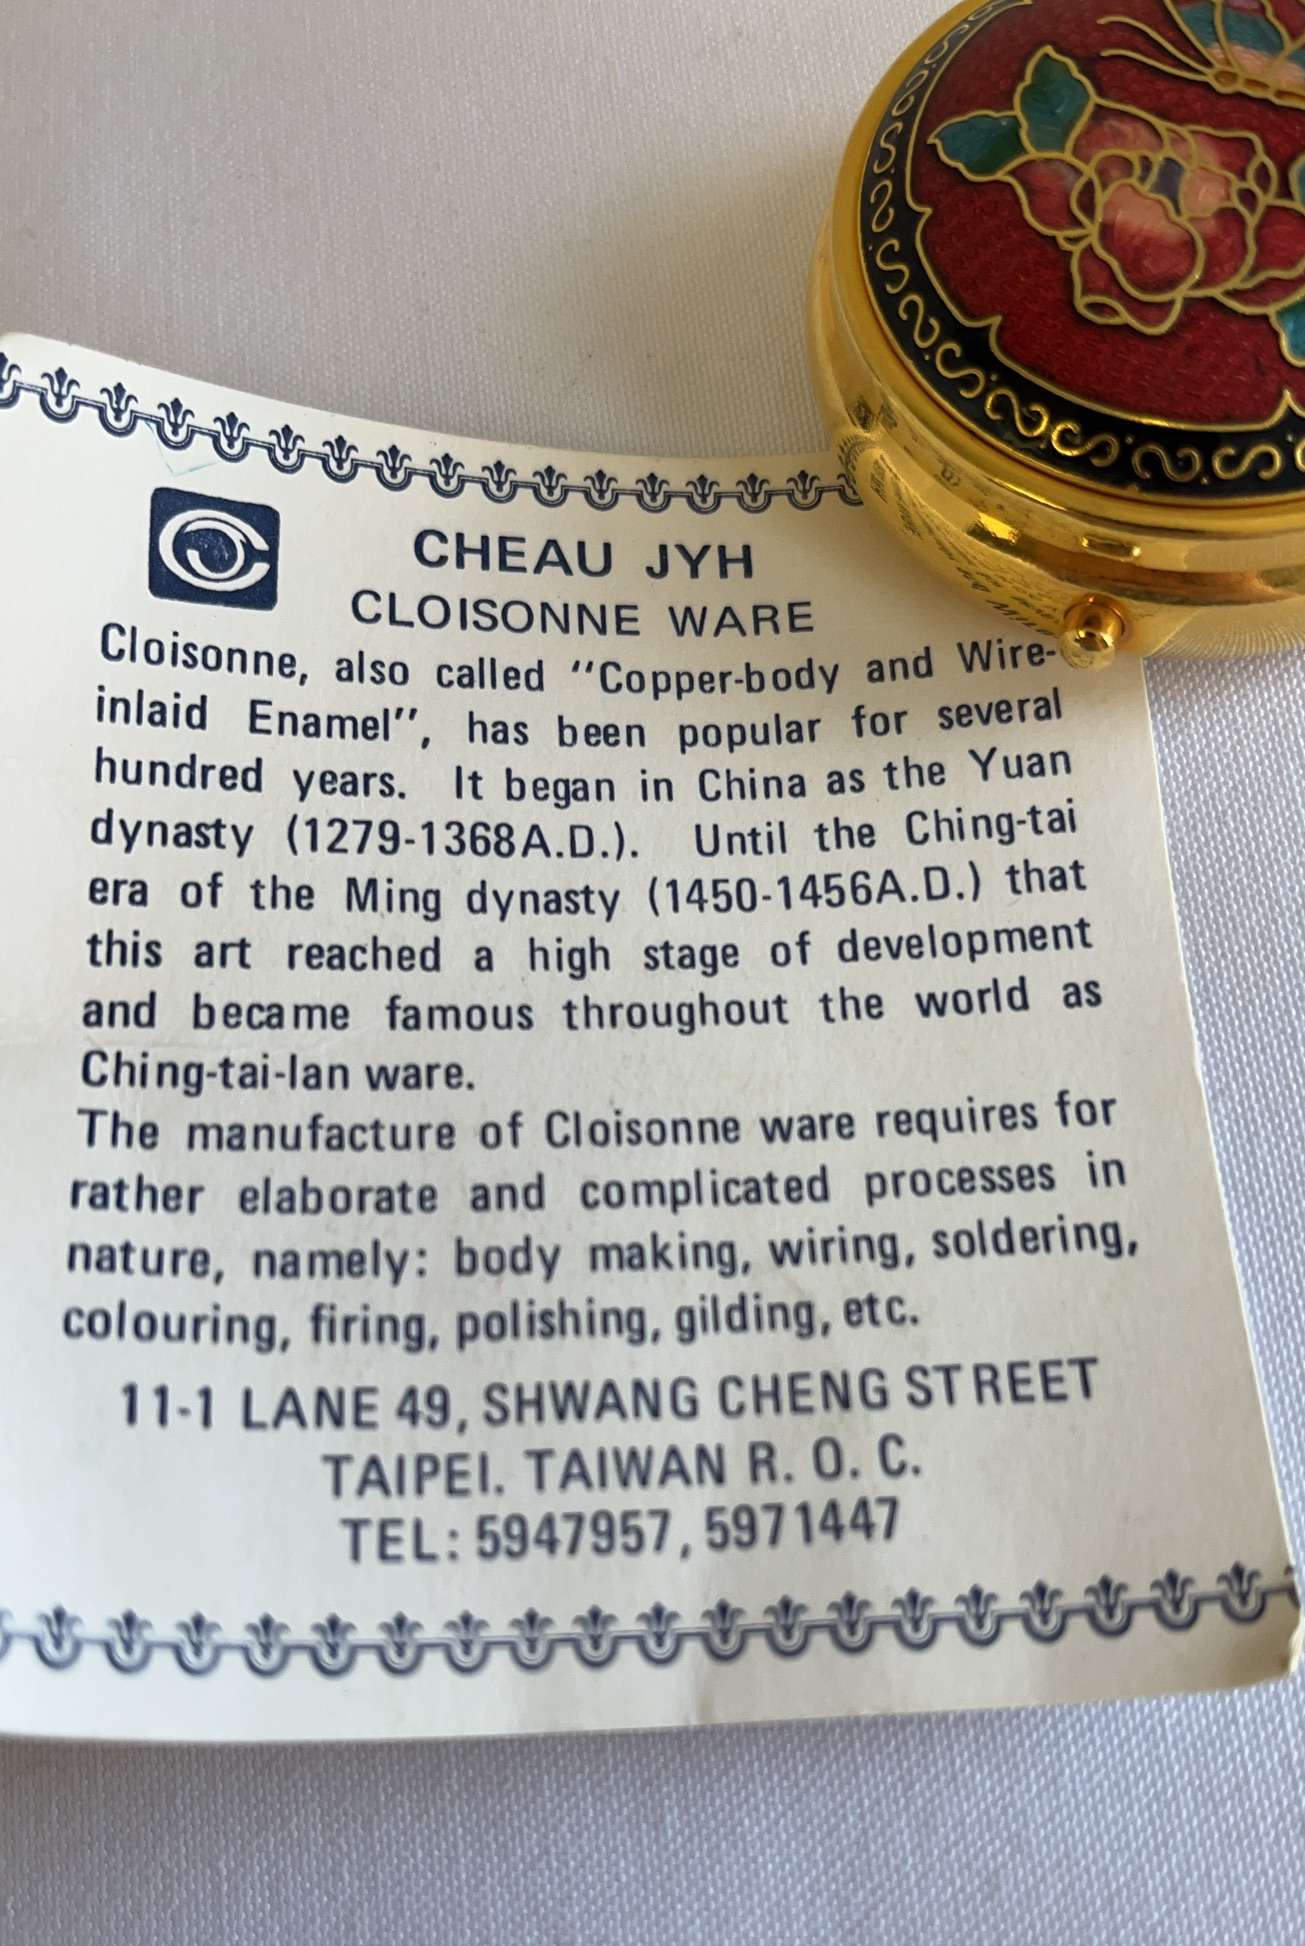 CHEAU JYH
CLOISONNE WARE
Cloisonne, also called "Copper-body and Wire-
inlaid Enamel", has been popular for several
hundred years. It began in China as the Yuan
dynasty (1279-1368A.D.). Until the Ching-tai
era of the Ming dynasty (1450-1456A.D.) that
this art reached a high stage of development
and became famous throughout the world as
Ching-tai-lan ware.
The manufacture of Cloisonne ware requires for
rather elaborate and complicated processes in
nature, namely: body making, wiring, soldering,
colouring, firing, polishing, gilding, etc.
11-1 LANE 49, SHWANG CHENG STREET
TAIPEI. TAIWAN R. O. C.
TEL: 5947957, 5971447